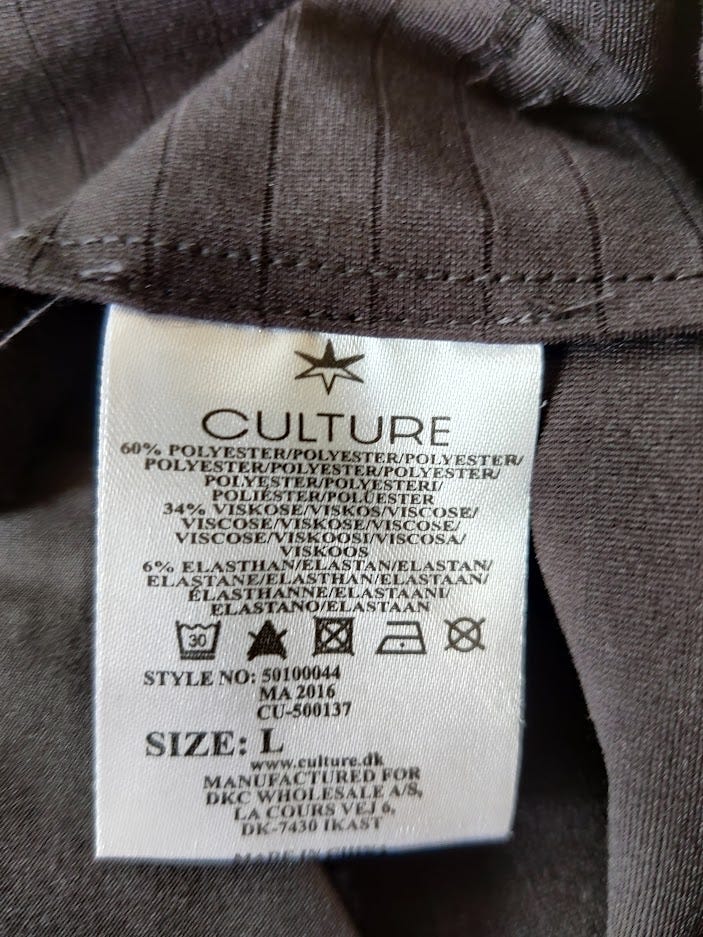 CULTURE
60% POLYESTER/POLYESTER/POLYESTER/
POLYESTER/POLYESTER/POLYESTER/
POLYESTER/POLYESTERI/
POLIÉSTER/POLÜESTER
34% VISKOSE/VISKOS/VISCOSE/
VISCOSE/VISKOSE/VISCOSE/
VISCOSE/VISKOOSI/VISCOSA/
VISKOOS
6% ELASTHAN/ELASTAN/ELASTAN/
ELASTANE/ELASTHAN/ELASTAAN/
ÉLASTHANNE/ELASTAANI/
ELASTANO/ELASTAAN
30
STYLE NO: 50100044
MA 2016
CU-500137
SIZE: L
www.culture.dk
MANUFACTURED FOR
DKC WHOLESALE A/S,
LA COURS VEJ 6,
DK-7430 IKAST
MADE IN CHINA